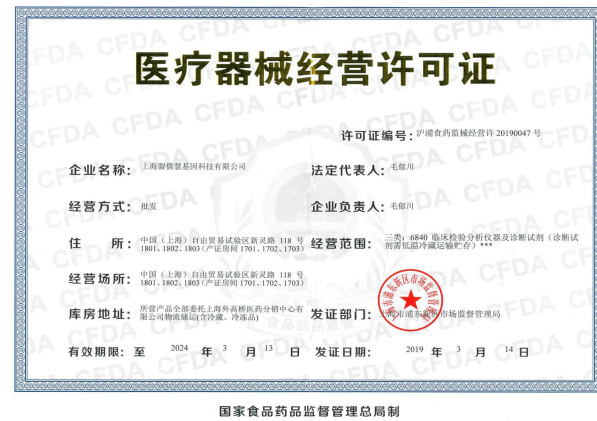 医疗器械经营许可证
许可证编号：沪浦食药监械经营许 20190047 号
企业名称：上海盟儒慧基因科技有限公司
法定代表人：毛郁川
经营方式：批发
企业负责人：毛郁川
住 所：中国（上海）自由贸易试验区新灵路 118 号
1801、1802、1803（产证房间 1701、1702、1703）
经营范围：三类：6840 临床检验分析仪器及诊断试剂（诊断试
剂需低温冷藏运输贮存）***
经营场所：中国（上海）自由贸易试验区新灵路 118 号
1801、1802、1803（产证房间 1701、1702、1703）
库房地址：所营产品全部委托上海外高桥医药分销中心有
限公司物流储运(含冷藏、冷冻品)
发证部门：上海市浦东新区市场监督管理局
有效期限：至 2024 年 3 月 13 日
发证日期： 2019 年 3 月 14 日
国家食品药品监督管理总局制